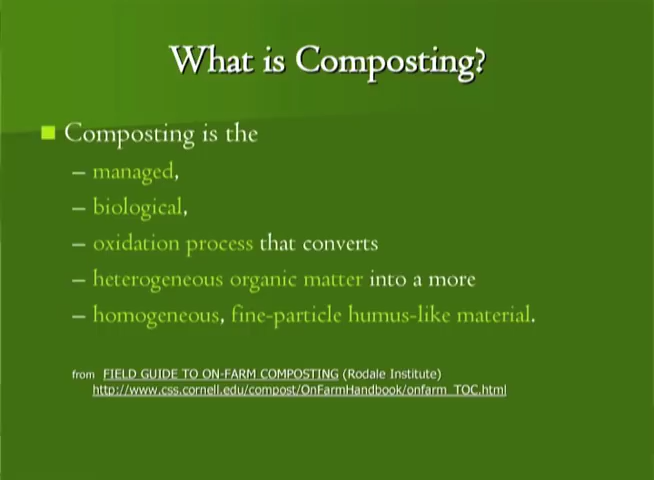 What is Composting?
Composting is the
– managed,
– biological,
– oxidation process that converts
– heterogeneous organic matter into a more
– homogeneous, fine-particle humus-like material.
from FIELD GUIDE TO ON-FARM COMPOSTING (Rodale Institute)
http://www.css.cornell.edu/compost/OnFarmHandbook/onfarm_TOC.html